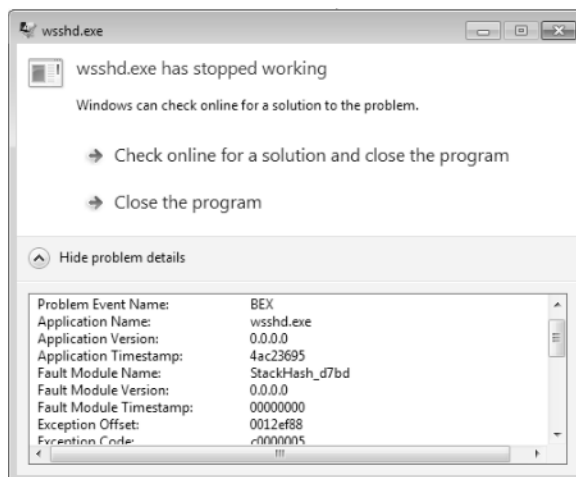 wsshd.exe
wsshd.exe has stopped working
Windows can check online for a solution to the problem.
Check online for a solution and close the program
Close the program
Hide problem details
Problem Event Name: BEX
Application Name: wsshd.exe
Application Version: 0.0.0.0
Application Timestamp: 4ac23695
Fault Module Name: StackHash_d7bd
Fault Module Version: 0.0.0.0
Fault Module Timestamp: 00000000
Exception Offset: 0012ef88
Exception Code: c0000005